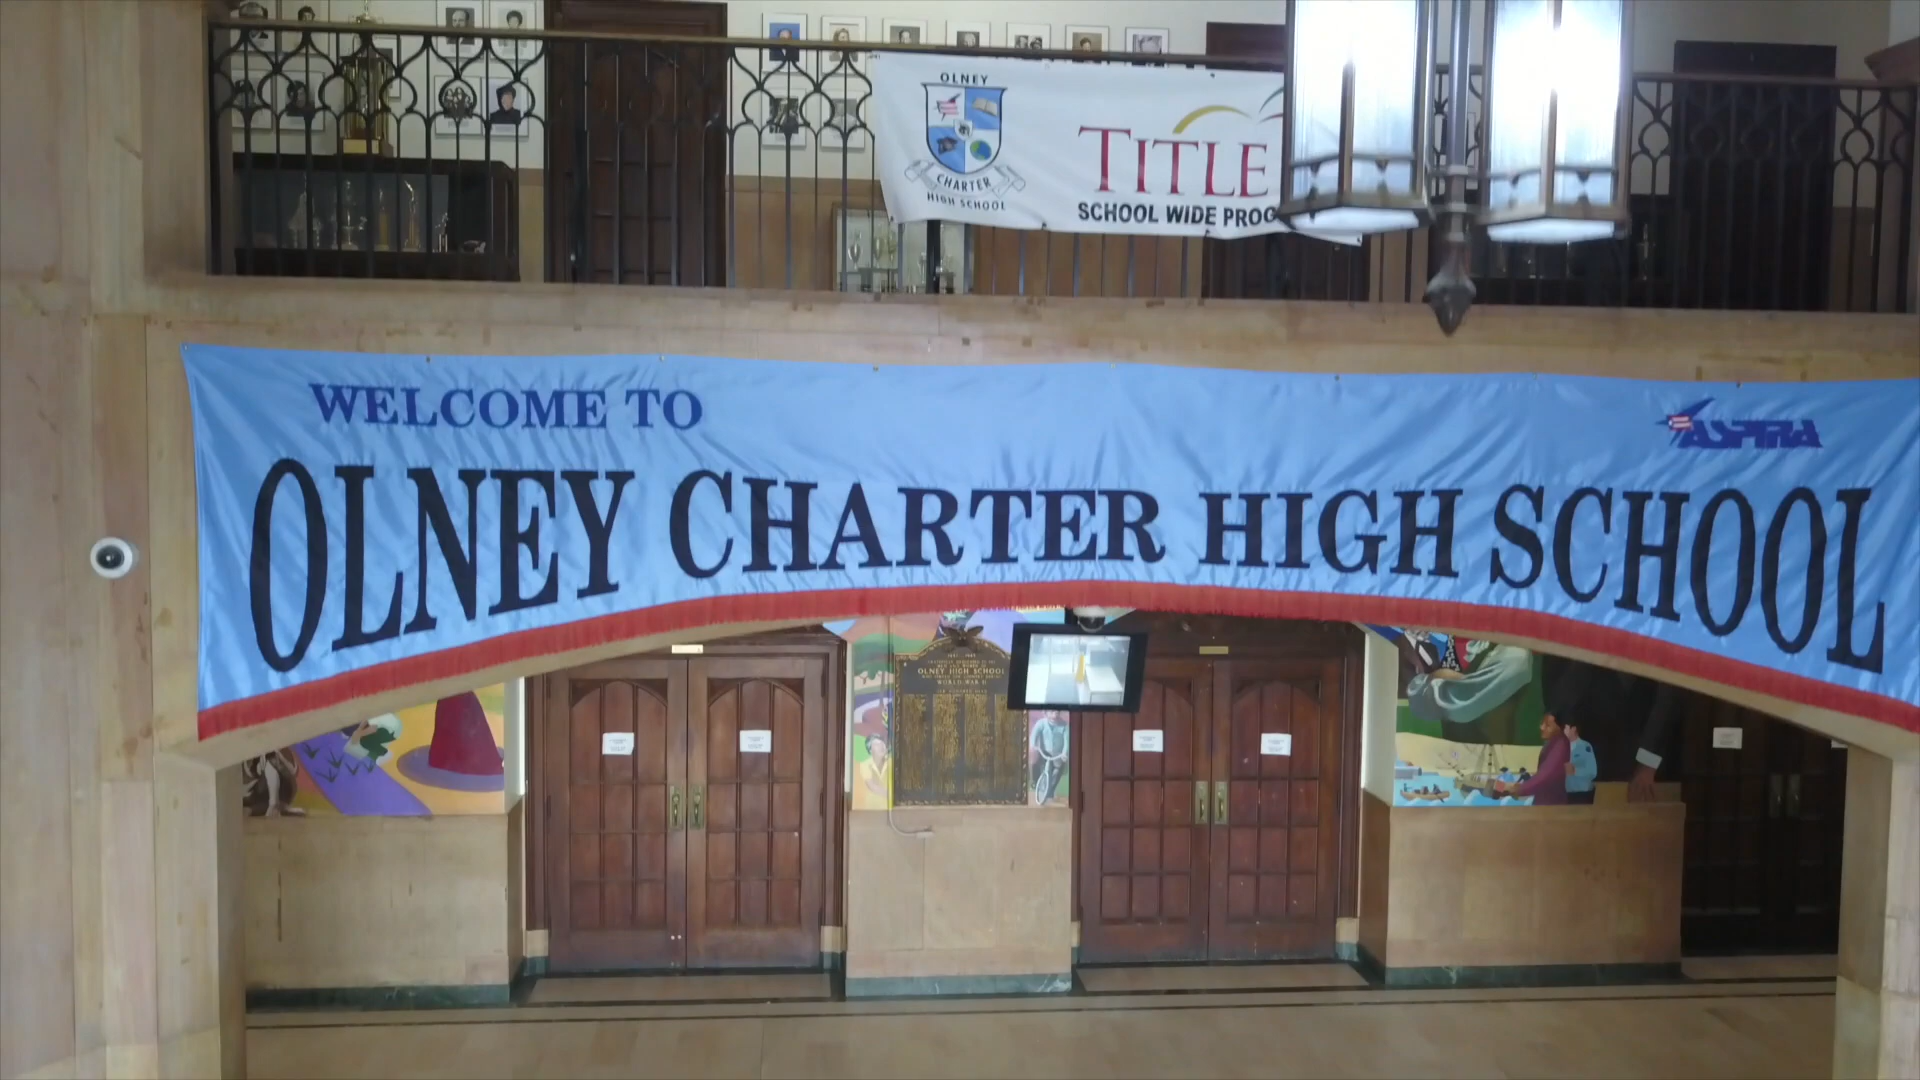 OLNEY
CHARTER
HIGH SCHOOL
TITLE
SCHOOL WIDE PROG
WELCOME TO
ASPIRA
OLNEY CHARTER HIGH SCHOOL
OLNEY HIGH SCHOOL
WORLD WAR II